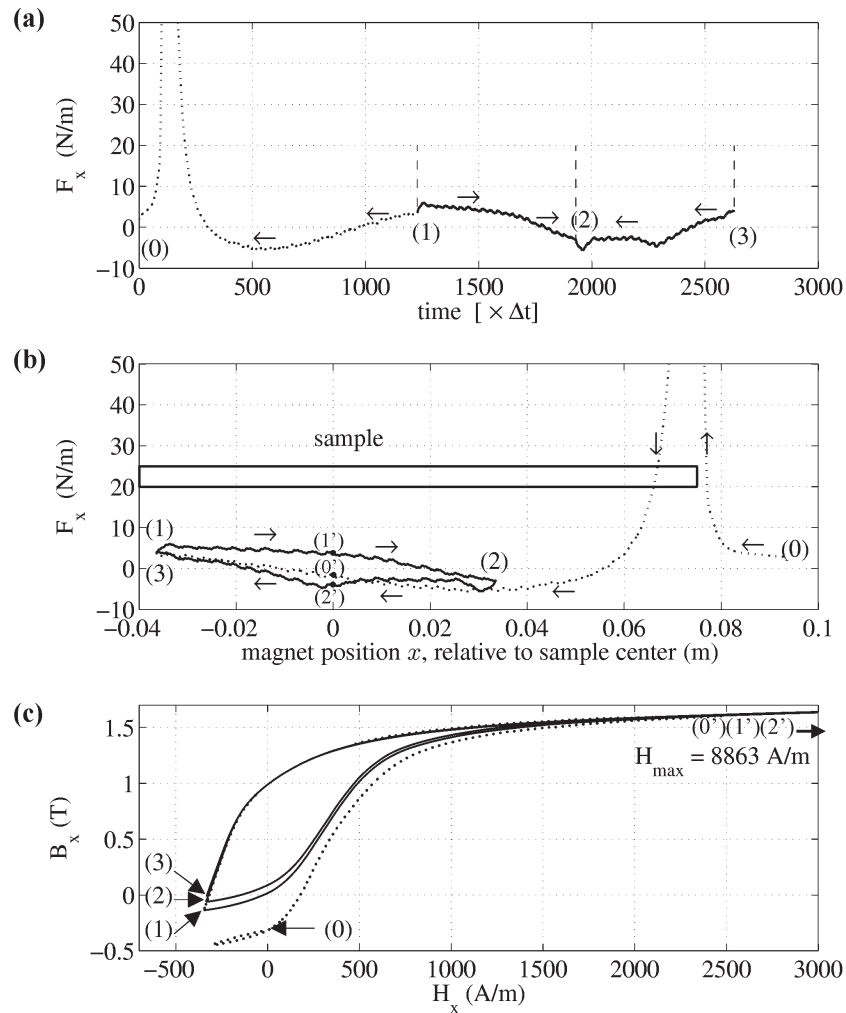 (a)
50
40
30
20
10
0
−10
F_x (N/m)
(0)
(1)
(2)
(3)
0 500 1000 1500 2000 2500 3000
time [ × Δt]
(b)
50
40
30
20
10
0
−10
F_x (N/m)
sample
(1)
(1’)
(0’)
(2)
(3)
(2’)
(0)
−0.04 −0.02 0 0.02 0.04 0.06 0.08 0.1
magnet position x, relative to sample center (m)
(c)
1.5
1
0.5
0
−0.5
B_x (T)
(0’)(1’)(2’)
H_max = 8863 A/m
(3)
(2)
(1)
(0)
−500 0 500 1000 1500 2000 2500 3000
H_x (A/m)